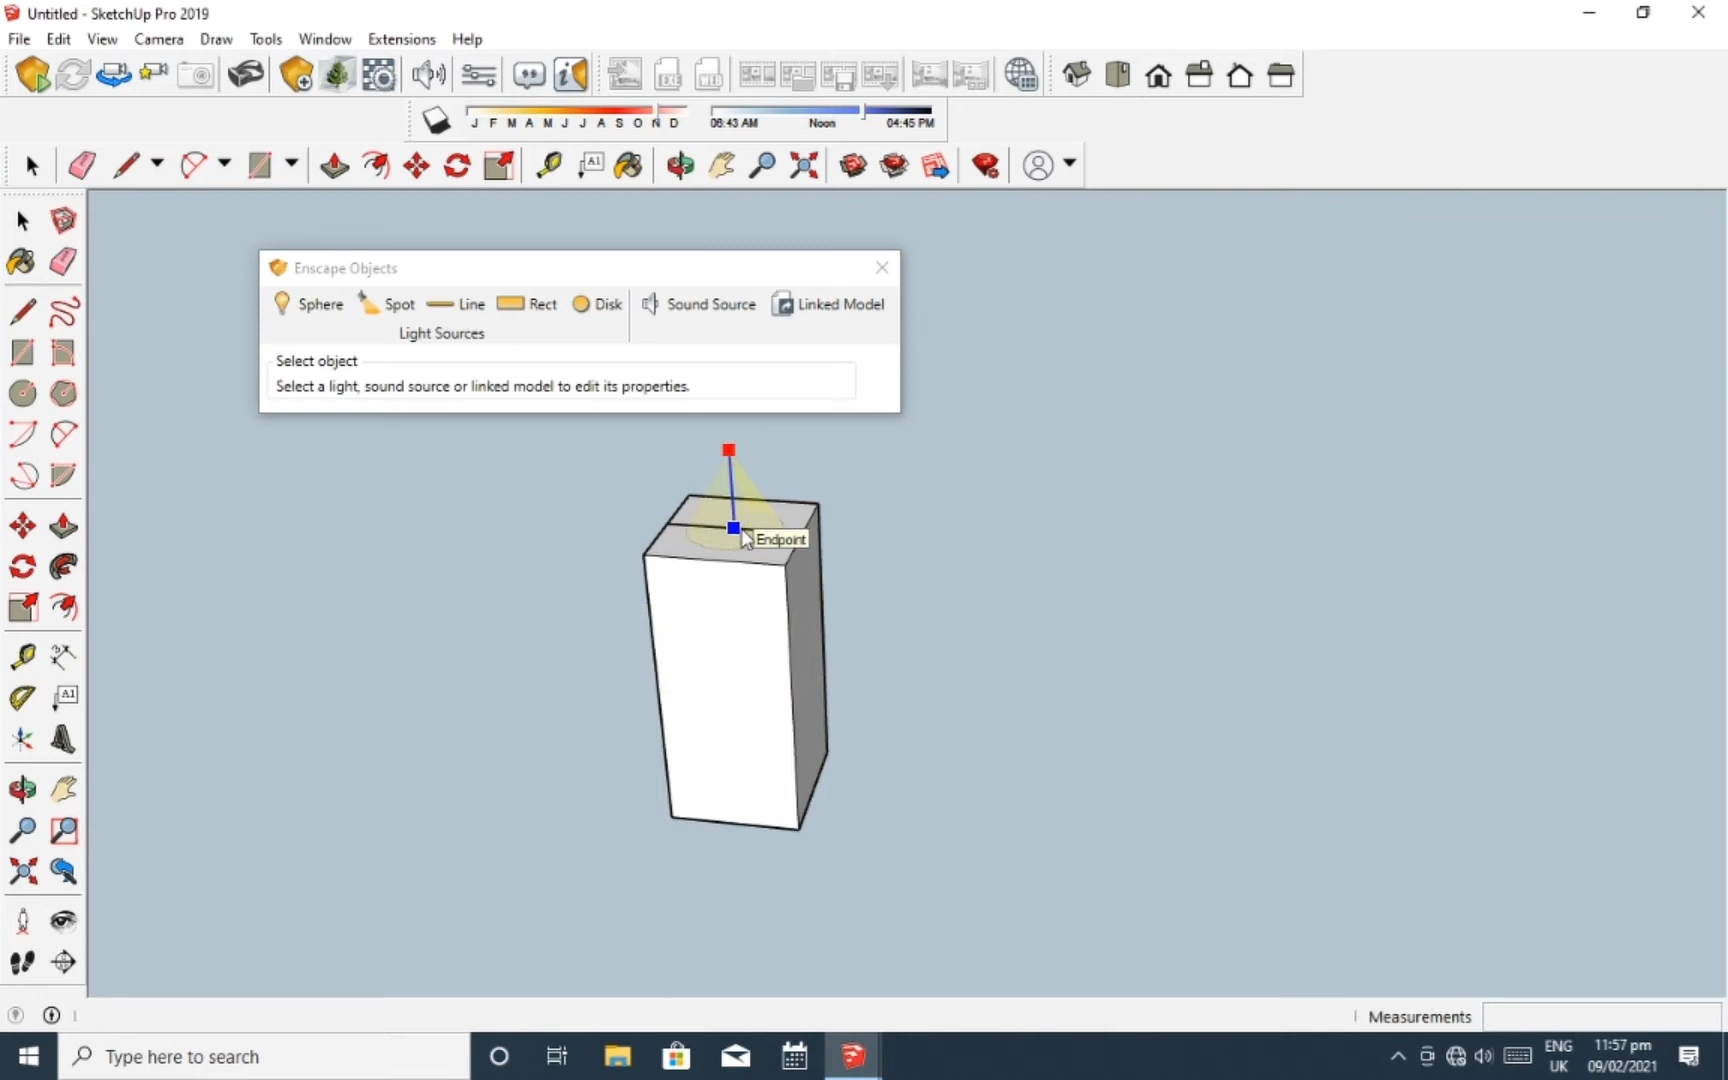 Untitled - SketchUp Pro 2019
File Edit View Camera Draw Tools Window Extensions Help
J F M A M J J A S O N D
06:43 AM Noon 04:45 PM
A1
Enscape Objects
Sphere Spot Line Rect Disk Sound Source Linked Model
Light Sources
Select object
Select a light, sound source or linked model to edit its properties.
Endpoint
A1
Measurements
Type here to search
ENG
UK
11:57 pm
09/02/2021